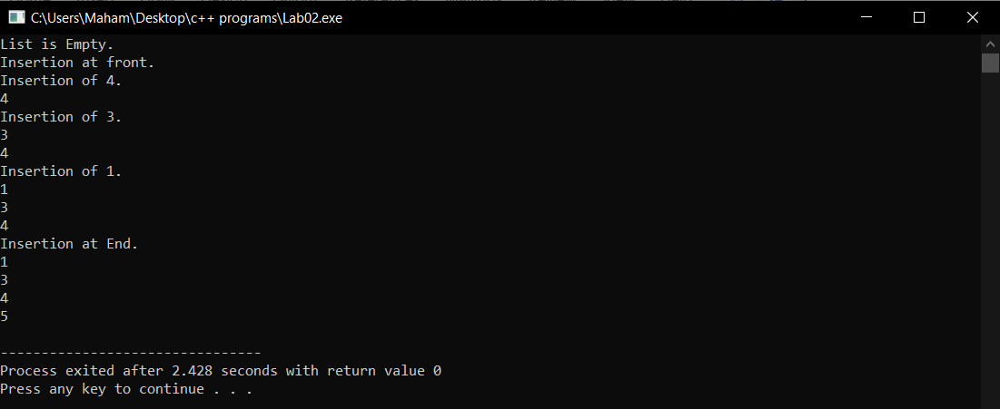 C:\Users\Maham\Desktop\c++ programs\Lab02.exe
List is Empty.
Insertion at front.
Insertion of 4.
4
Insertion of 3.
3
4
Insertion of 1.
1
3
4
Insertion at End.
1
3
4
5
--------------------------------
Process exited after 2.428 seconds with return value 0
Press any key to continue . . .